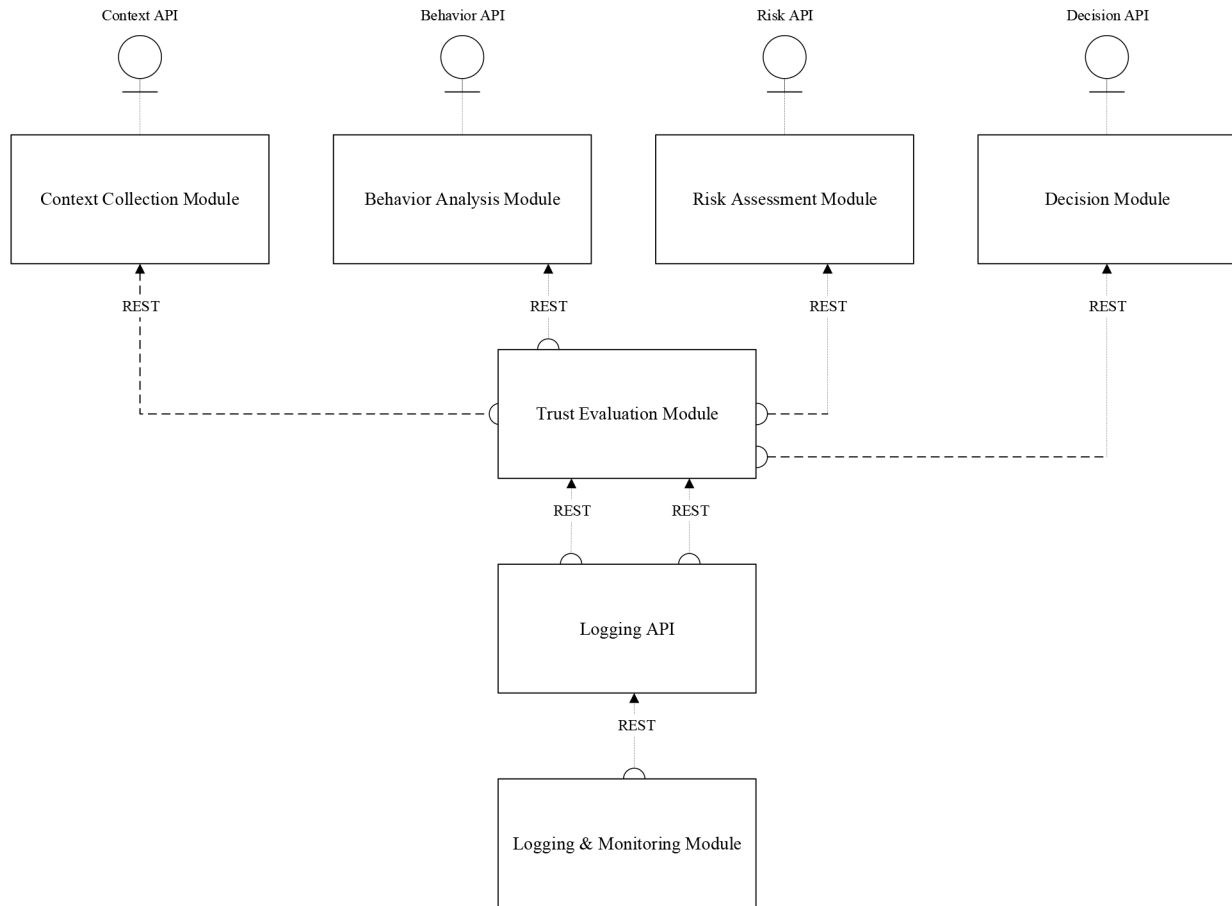 Context API
Behavior API
Risk API
Decision API
Context Collection Module
Behavior Analysis Module
Risk Assessment Module
Decision Module
REST
REST
REST
REST
Trust Evaluation Module
REST
REST
Logging API
REST
Logging & Monitoring Module